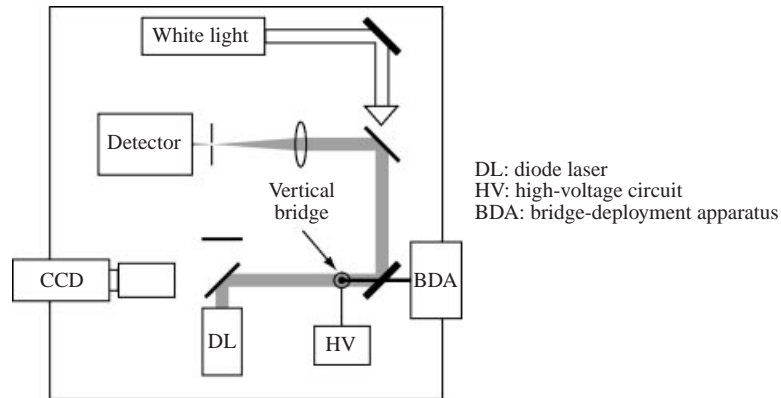 White light
Detector
DL: diode laser
HV: high-voltage circuit
BDA: bridge-deployment apparatus
Vertical
bridge
CCD
BDA
DL
HV